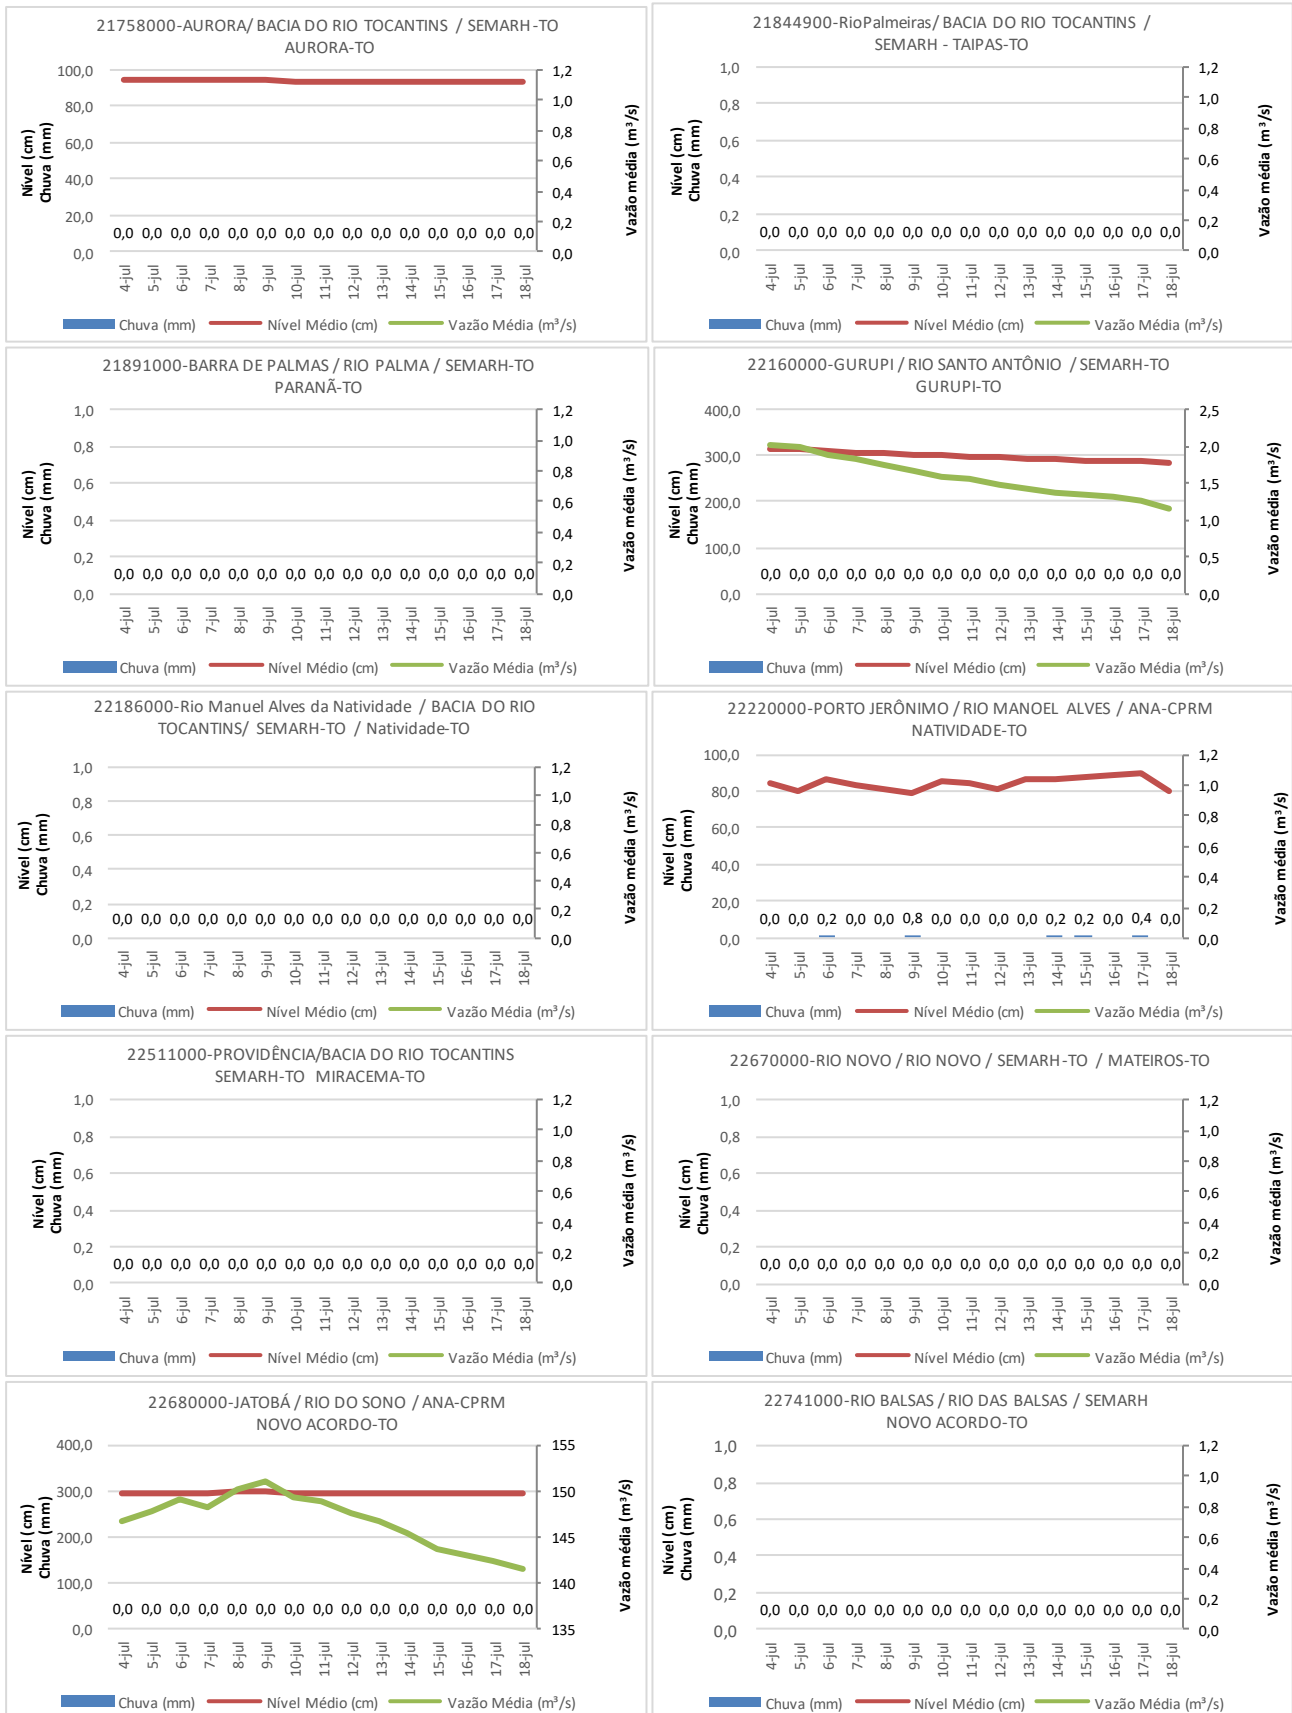 21758000-AURORA/ BACIA DO RIO TOCANTINS / SEMARH-TO
AURORA-TO
Nível (cm)
Chuva (mm)
100,0
80,0
60,0
40,0
20,0
0,0
0,0 0,0 0,0 0,0 0,0 0,0 0,0 0,0 0,0 0,0 0,0 0,0 0,0 0,0 0,0
1,2
1,0
0,8
0,6
0,4
0,2
0,0
Vazão média (m³/s)
4-jul 5-jul 6-jul 7-jul 8-jul 9-jul 10-jul 11-jul 12-jul 13-jul 14-jul 15-jul 16-jul 17-jul 18-jul
Chuva (mm) Nível Médio (cm) Vazão Média (m³/s)
21844900-RioPalmeiras/ BACIA DO RIO TOCANTINS /
SEMARH - TAIPAS-TO
Nível (cm)
Chuva (mm)
1,0
0,8
0,6
0,4
0,2
0,0
0,0 0,0 0,0 0,0 0,0 0,0 0,0 0,0 0,0 0,0 0,0 0,0 0,0 0,0 0,0
1,2
1,0
0,8
0,6
0,4
0,2
0,0
Vazão média (m³/s)
4-jul 5-jul 6-jul 7-jul 8-jul 9-jul 10-jul 11-jul 12-jul 13-jul 14-jul 15-jul 16-jul 17-jul 18-jul
Chuva (mm) Nível Médio (cm) Vazão Média (m³/s)
21891000-BARRA DE PALMAS / RIO PALMA / SEMARH-TO
PARANÃ-TO
Nível (cm)
Chuva (mm)
1,0
0,8
0,6
0,4
0,2
0,0
0,0 0,0 0,0 0,0 0,0 0,0 0,0 0,0 0,0 0,0 0,0 0,0 0,0 0,0 0,0
1,2
1,0
0,8
0,6
0,4
0,2
0,0
Vazão média (m³/s)
4-jul 5-jul 6-jul 7-jul 8-jul 9-jul 10-jul 11-jul 12-jul 13-jul 14-jul 15-jul 16-jul 17-jul 18-jul
Chuva (mm) Nível Médio (cm) Vazão Média (m³/s)
22160000-GURUPI / RIO SANTO ANTÔNIO / SEMARH-TO
GURUPI-TO
Nível (cm)
Chuva (mm)
400,0
300,0
200,0
100,0
0,0
0,0 0,0 0,0 0,0 0,0 0,0 0,0 0,0 0,0 0,0 0,0 0,0 0,0 0,0 0,0
2,5
2,0
1,5
1,0
0,5
0,0
Vazão média (m³/s)
4-jul 5-jul 6-jul 7-jul 8-jul 9-jul 10-jul 11-jul 12-jul 13-jul 14-jul 15-jul 16-jul 17-jul 18-jul
Chuva (mm) Nível Médio (cm) Vazão Média (m³/s)
22186000-Rio Manuel Alves da Natividade / BACIA DO RIO
TOCANTINS/ SEMARH-TO / Natividade-TO
Nível (cm)
Chuva (mm)
1,0
0,8
0,6
0,4
0,2
0,0
0,0 0,0 0,0 0,0 0,0 0,0 0,0 0,0 0,0 0,0 0,0 0,0 0,0 0,0 0,0
1,2
1,0
0,8
0,6
0,4
0,2
0,0
Vazão média (m³/s)
4-jul 5-jul 6-jul 7-jul 8-jul 9-jul 10-jul 11-jul 12-jul 13-jul 14-jul 15-jul 16-jul 17-jul 18-jul
Chuva (mm) Nível Médio (cm) Vazão Média (m³/s)
22220000-PORTO JERÔNIMO / RIO MANOEL ALVES / ANA-CPRM
NATIVIDADE-TO
Nível (cm)
Chuva (mm)
100,0
80,0
60,0
40,0
20,0
0,0
0,0 0,0 0,2 0,0 0,0 0,8 0,0 0,0 0,0 0,0 0,2 0,2 0,0 0,4 0,0
1,2
1,0
0,8
0,6
0,4
0,2
0,0
Vazão média (m³/s)
4-jul 5-jul 6-jul 7-jul 8-jul 9-jul 10-jul 11-jul 12-jul 13-jul 14-jul 15-jul 16-jul 17-jul 18-jul
Chuva (mm) Nível Médio (cm) Vazão Média (m³/s)
22511000-PROVIDÊNCIA/BACIA DO RIO TOCANTINS
SEMARH-TO MIRACEMA-TO
Nível (cm)
Chuva (mm)
1,0
0,8
0,6
0,4
0,2
0,0
0,0 0,0 0,0 0,0 0,0 0,0 0,0 0,0 0,0 0,0 0,0 0,0 0,0 0,0 0,0
1,2
1,0
0,8
0,6
0,4
0,2
0,0
Vazão média (m³/s)
4-jul 5-jul 6-jul 7-jul 8-jul 9-jul 10-jul 11-jul 12-jul 13-jul 14-jul 15-jul 16-jul 17-jul 18-jul
Chuva (mm) Nível Médio (cm) Vazão Média (m³/s)
22670000-RIO NOVO / RIO NOVO / SEMARH-TO / MATEIROS-TO
Nível (cm)
Chuva (mm)
1,0
0,8
0,6
0,4
0,2
0,0
0,0 0,0 0,0 0,0 0,0 0,0 0,0 0,0 0,0 0,0 0,0 0,0 0,0 0,0 0,0
1,2
1,0
0,8
0,6
0,4
0,2
0,0
Vazão média (m³/s)
4-jul 5-jul 6-jul 7-jul 8-jul 9-jul 10-jul 11-jul 12-jul 13-jul 14-jul 15-jul 16-jul 17-jul 18-jul
Chuva (mm) Nível Médio (cm) Vazão Média (m³/s)
22680000-JATOBÁ / RIO DO SONO / ANA-CPRM
NOVO ACORDO-TO
Nível (cm)
Chuva (mm)
400,0
300,0
200,0
100,0
0,0
0,0 0,0 0,0 0,0 0,0 0,0 0,0 0,0 0,0 0,0 0,0 0,0 0,0 0,0 0,0
155
150
145
140
135
Vazão média (m³/s)
4-jul 5-jul 6-jul 7-jul 8-jul 9-jul 10-jul 11-jul 12-jul 13-jul 14-jul 15-jul 16-jul 17-jul 18-jul
Chuva (mm) Nível Médio (cm) Vazão Média (m³/s)
22741000-RIO BALSAS / RIO DAS BALSAS / SEMARH
NOVO ACORDO-TO
Nível (cm)
Chuva (mm)
1,0
0,8
0,6
0,4
0,2
0,0
0,0 0,0 0,0 0,0 0,0 0,0 0,0 0,0 0,0 0,0 0,0 0,0 0,0 0,0 0,0
1,2
1,0
0,8
0,6
0,4
0,2
0,0
Vazão média (m³/s)
4-jul 5-jul 6-jul 7-jul 8-jul 9-jul 10-jul 11-jul 12-jul 13-jul 14-jul 15-jul 16-jul 17-jul 18-jul
Chuva (mm) Nível Médio (cm) Vazão Média (m³/s)